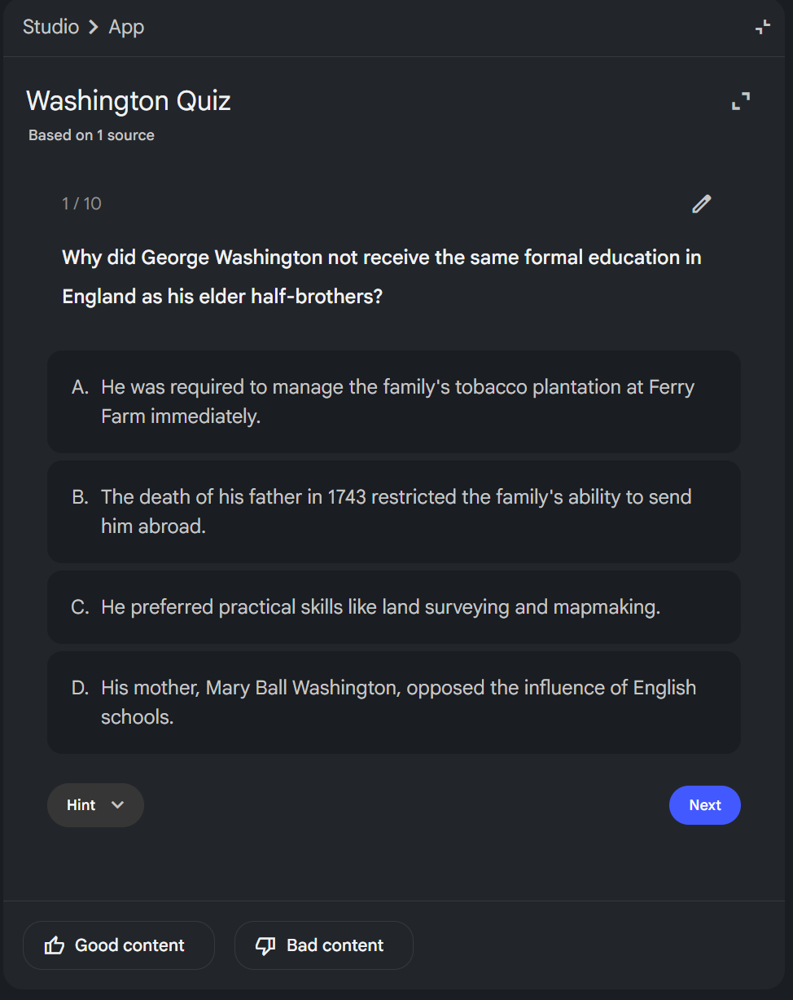 Studio > App
Washington Quiz
Based on 1 source
1 / 10
Why did George Washington not receive the same formal education in
England as his elder half-brothers?
A. He was required to manage the family's tobacco plantation at Ferry
Farm immediately.
B. The death of his father in 1743 restricted the family's ability to send
him abroad.
C. He preferred practical skills like land surveying and mapmaking.
D. His mother, Mary Ball Washington, opposed the influence of English
schools.
Hint
Next
Good content
Bad content